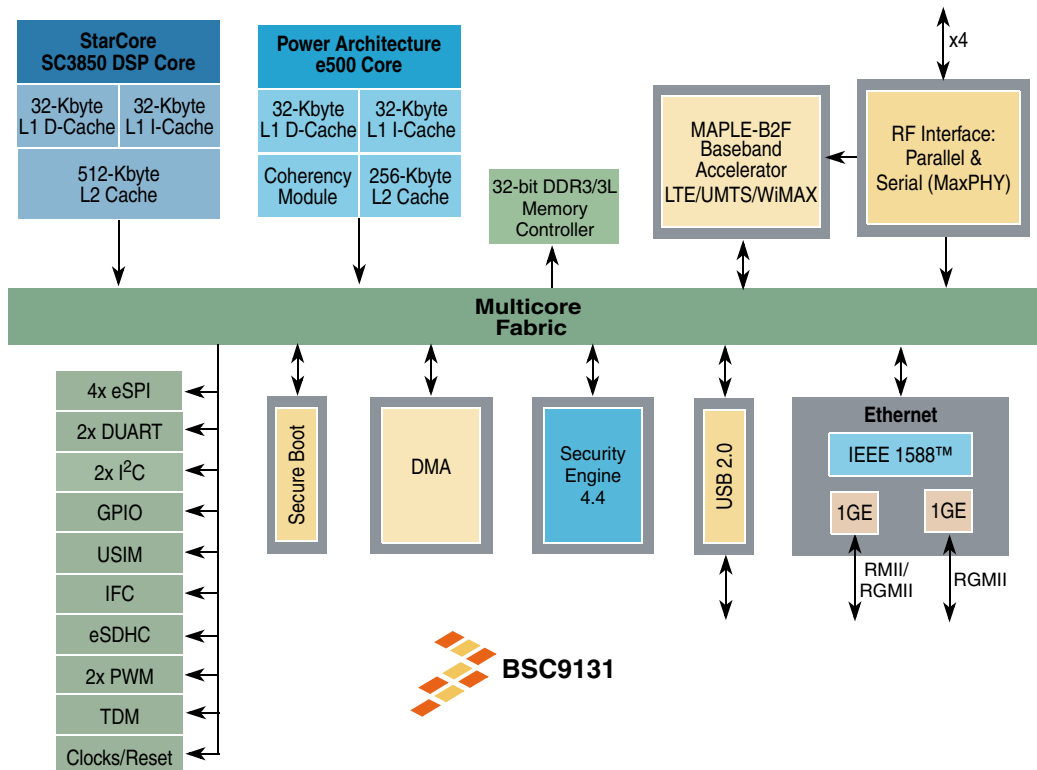 StarCore
SC3850 DSP Core
32-Kbyte
L1 D-Cache
32-Kbyte
L1 I-Cache
512-Kbyte
L2 Cache
Power Architecture
e500 Core
32-Kbyte
L1 D-Cache
32-Kbyte
L1 I-Cache
Coherency
Module
256-Kbyte
L2 Cache
32-bit DDR3/3L
Memory
Controller
MAPLE-B2F
Baseband
Accelerator
LTE/UMTS/WiMAX
x4
RF Interface:
Parallel &
Serial (MaxPHY)
Multicore
Fabric
4x eSPI
2x DUART
2x I²C
GPIO
USIM
IFC
eSDHC
2x PWM
TDM
Clocks/Reset
Secure Boot
DMA
Security
Engine
4.4
USB 2.0
Ethernet
IEEE 1588™
1GE
1GE
RMII/
RGMII
RGMII
BSC9131